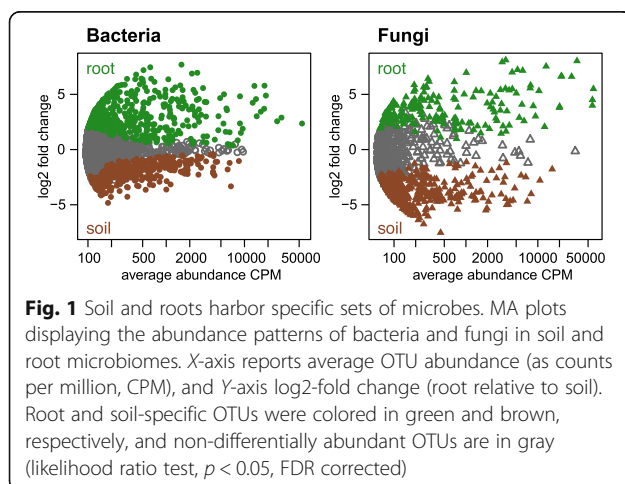 Bacteria
Fungi
root
root
log2 fold change
5
0
−5
log2 fold change
5
0
−5
soil
soil
100 500 2000 10000 50000
100 500 2000 10000 50000
average abundance CPM
average abundance CPM
Fig. 1 Soil and roots harbor specific sets of microbes. MA plots
displaying the abundance patterns of bacteria and fungi in soil and
root microbiomes. X-axis reports average OTU abundance (as counts
per million, CPM), and Y-axis log2-fold change (root relative to soil).
Root and soil-specific OTUs were colored in green and brown,
respectively, and non-differentially abundant OTUs are in gray
(likelihood ratio test, p < 0.05, FDR corrected)